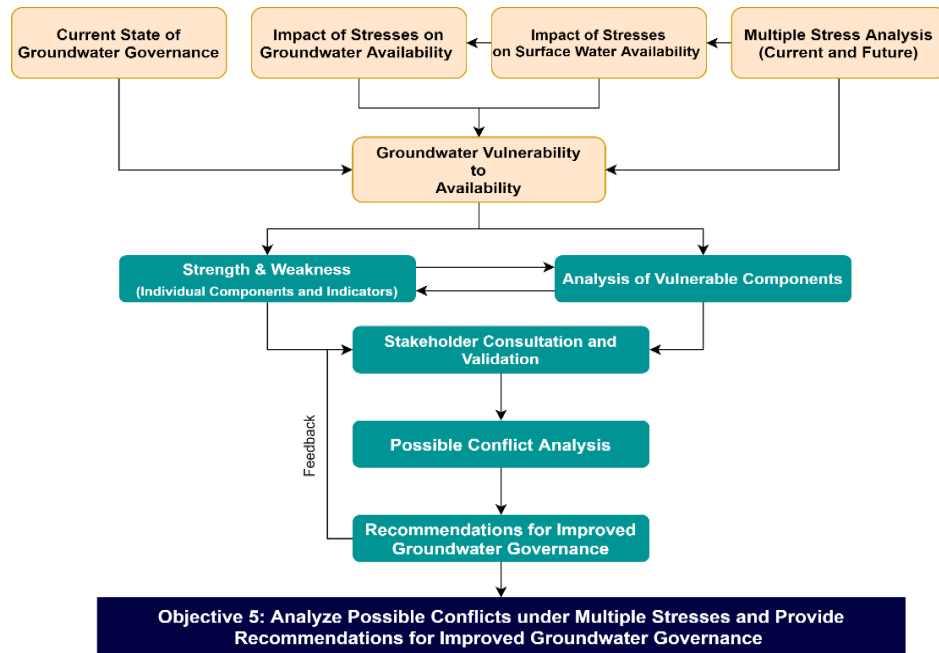 Current State of
Groundwater Governance
Impact of Stresses on
Groundwater Availability
Impact of Stresses
on Surface Water Availability
Multiple Stress Analysis
(Current and Future)
Groundwater Vulnerability
to
Availability
Strength & Weakness
(Individual Components and Indicators)
Analysis of Vulnerable Components
Stakeholder Consultation and
Validation
Feedback
Possible Conflict Analysis
Recommendations for Improved
Groundwater Governance
Objective 5: Analyze Possible Conflicts under Multiple Stresses and Provide
Recommendations for Improved Groundwater Governance